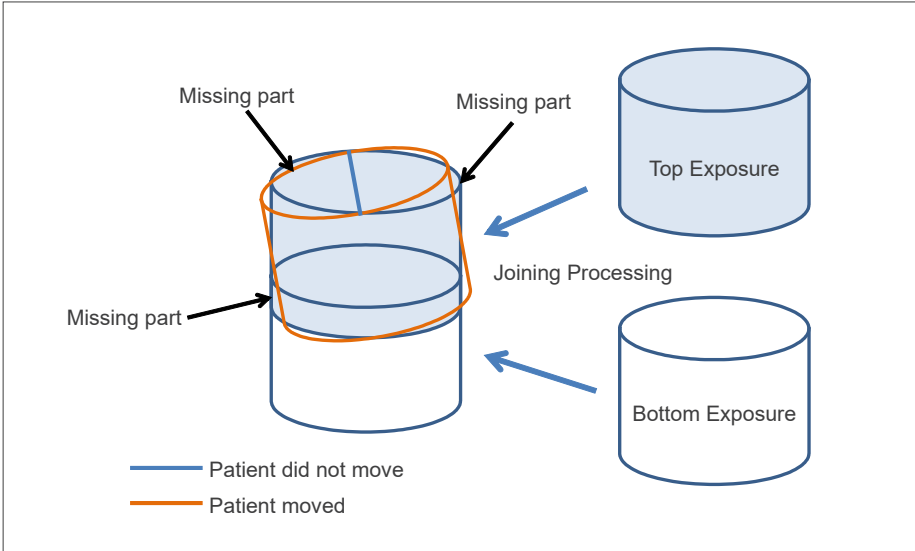 Missing part
Missing part
Top Exposure
Joining Processing
Missing part
Bottom Exposure
Patient did not move
Patient moved